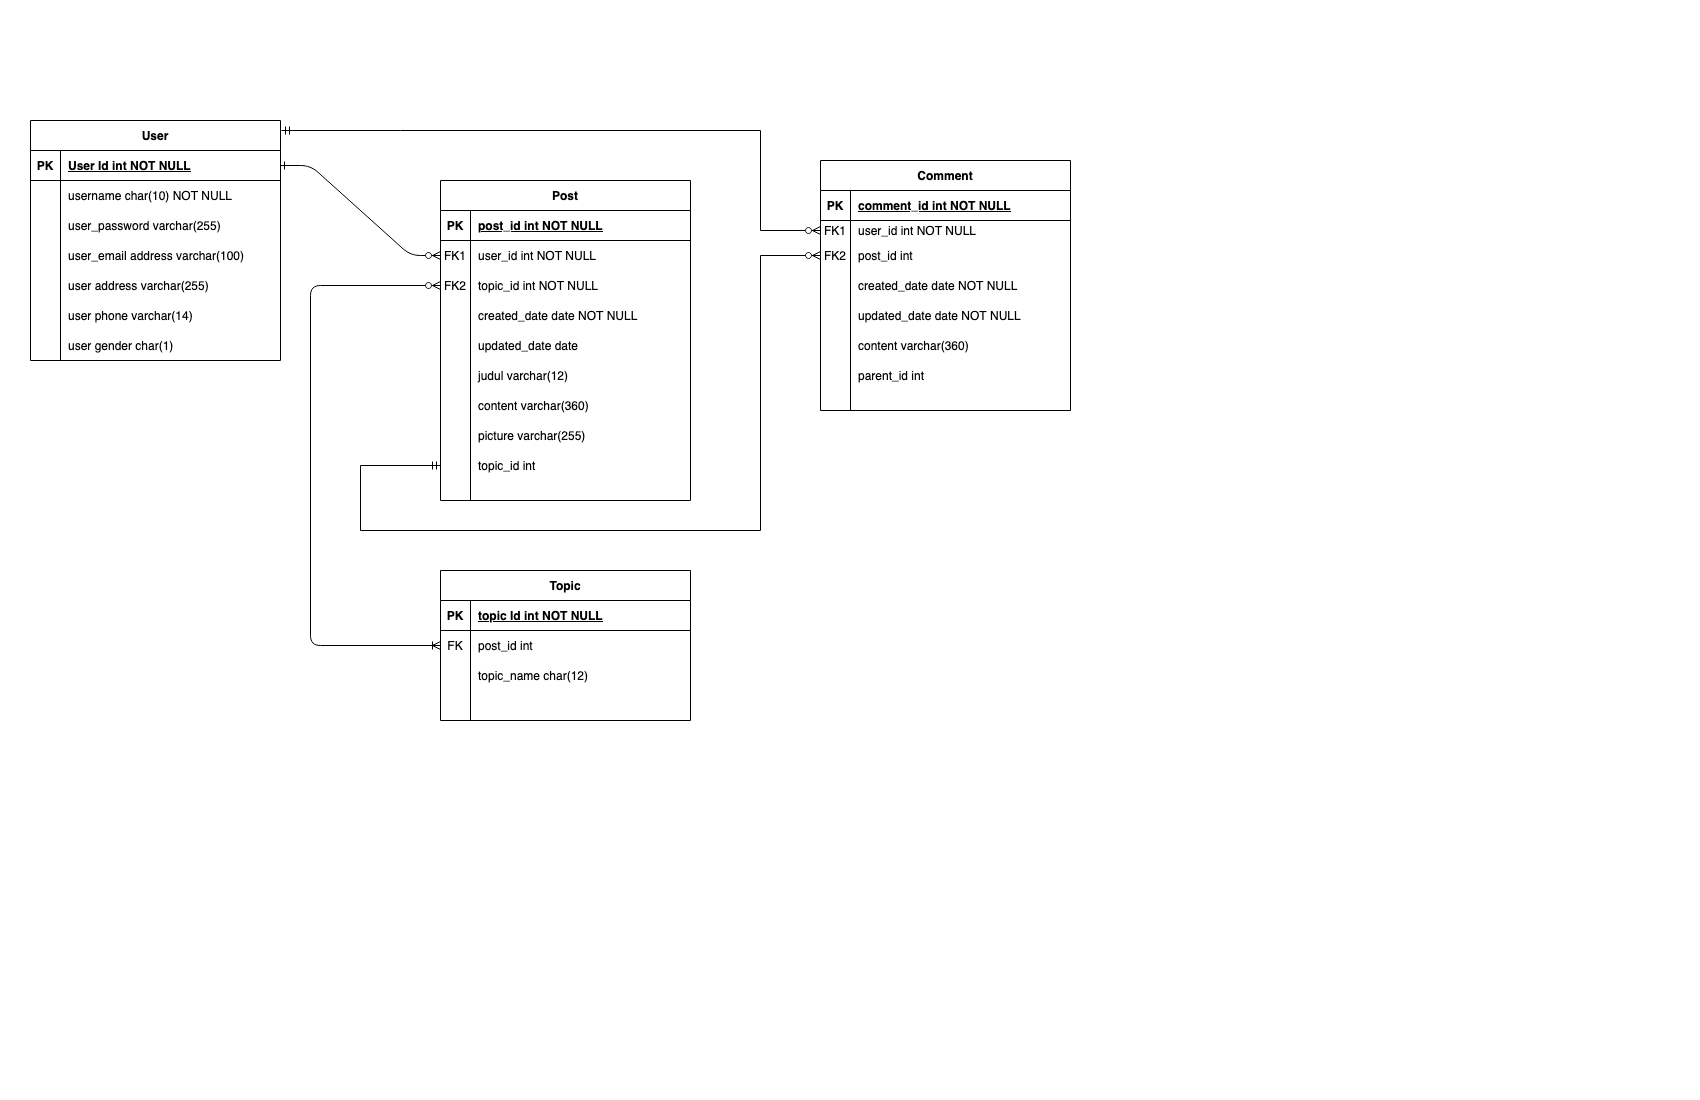 User
PK User Id int NOT NULL
username char(10) NOT NULL
user_password varchar(255)
user_email address varchar(100)
user address varchar(255)
user phone varchar(14)
user gender char(1)
Post
PK post_id int NOT NULL
FK1 user_id int NOT NULL
FK2 topic_id int NOT NULL
created_date date NOT NULL
updated_date date
judul varchar(12)
content varchar(360)
picture varchar(255)
topic_id int
Comment
PK comment_id int NOT NULL
FK1 user_id int NOT NULL
FK2 post_id int
created_date date NOT NULL
updated_date date NOT NULL
content varchar(360)
parent_id int
Topic
PK topic Id int NOT NULL
FK post_id int
topic_name char(12)